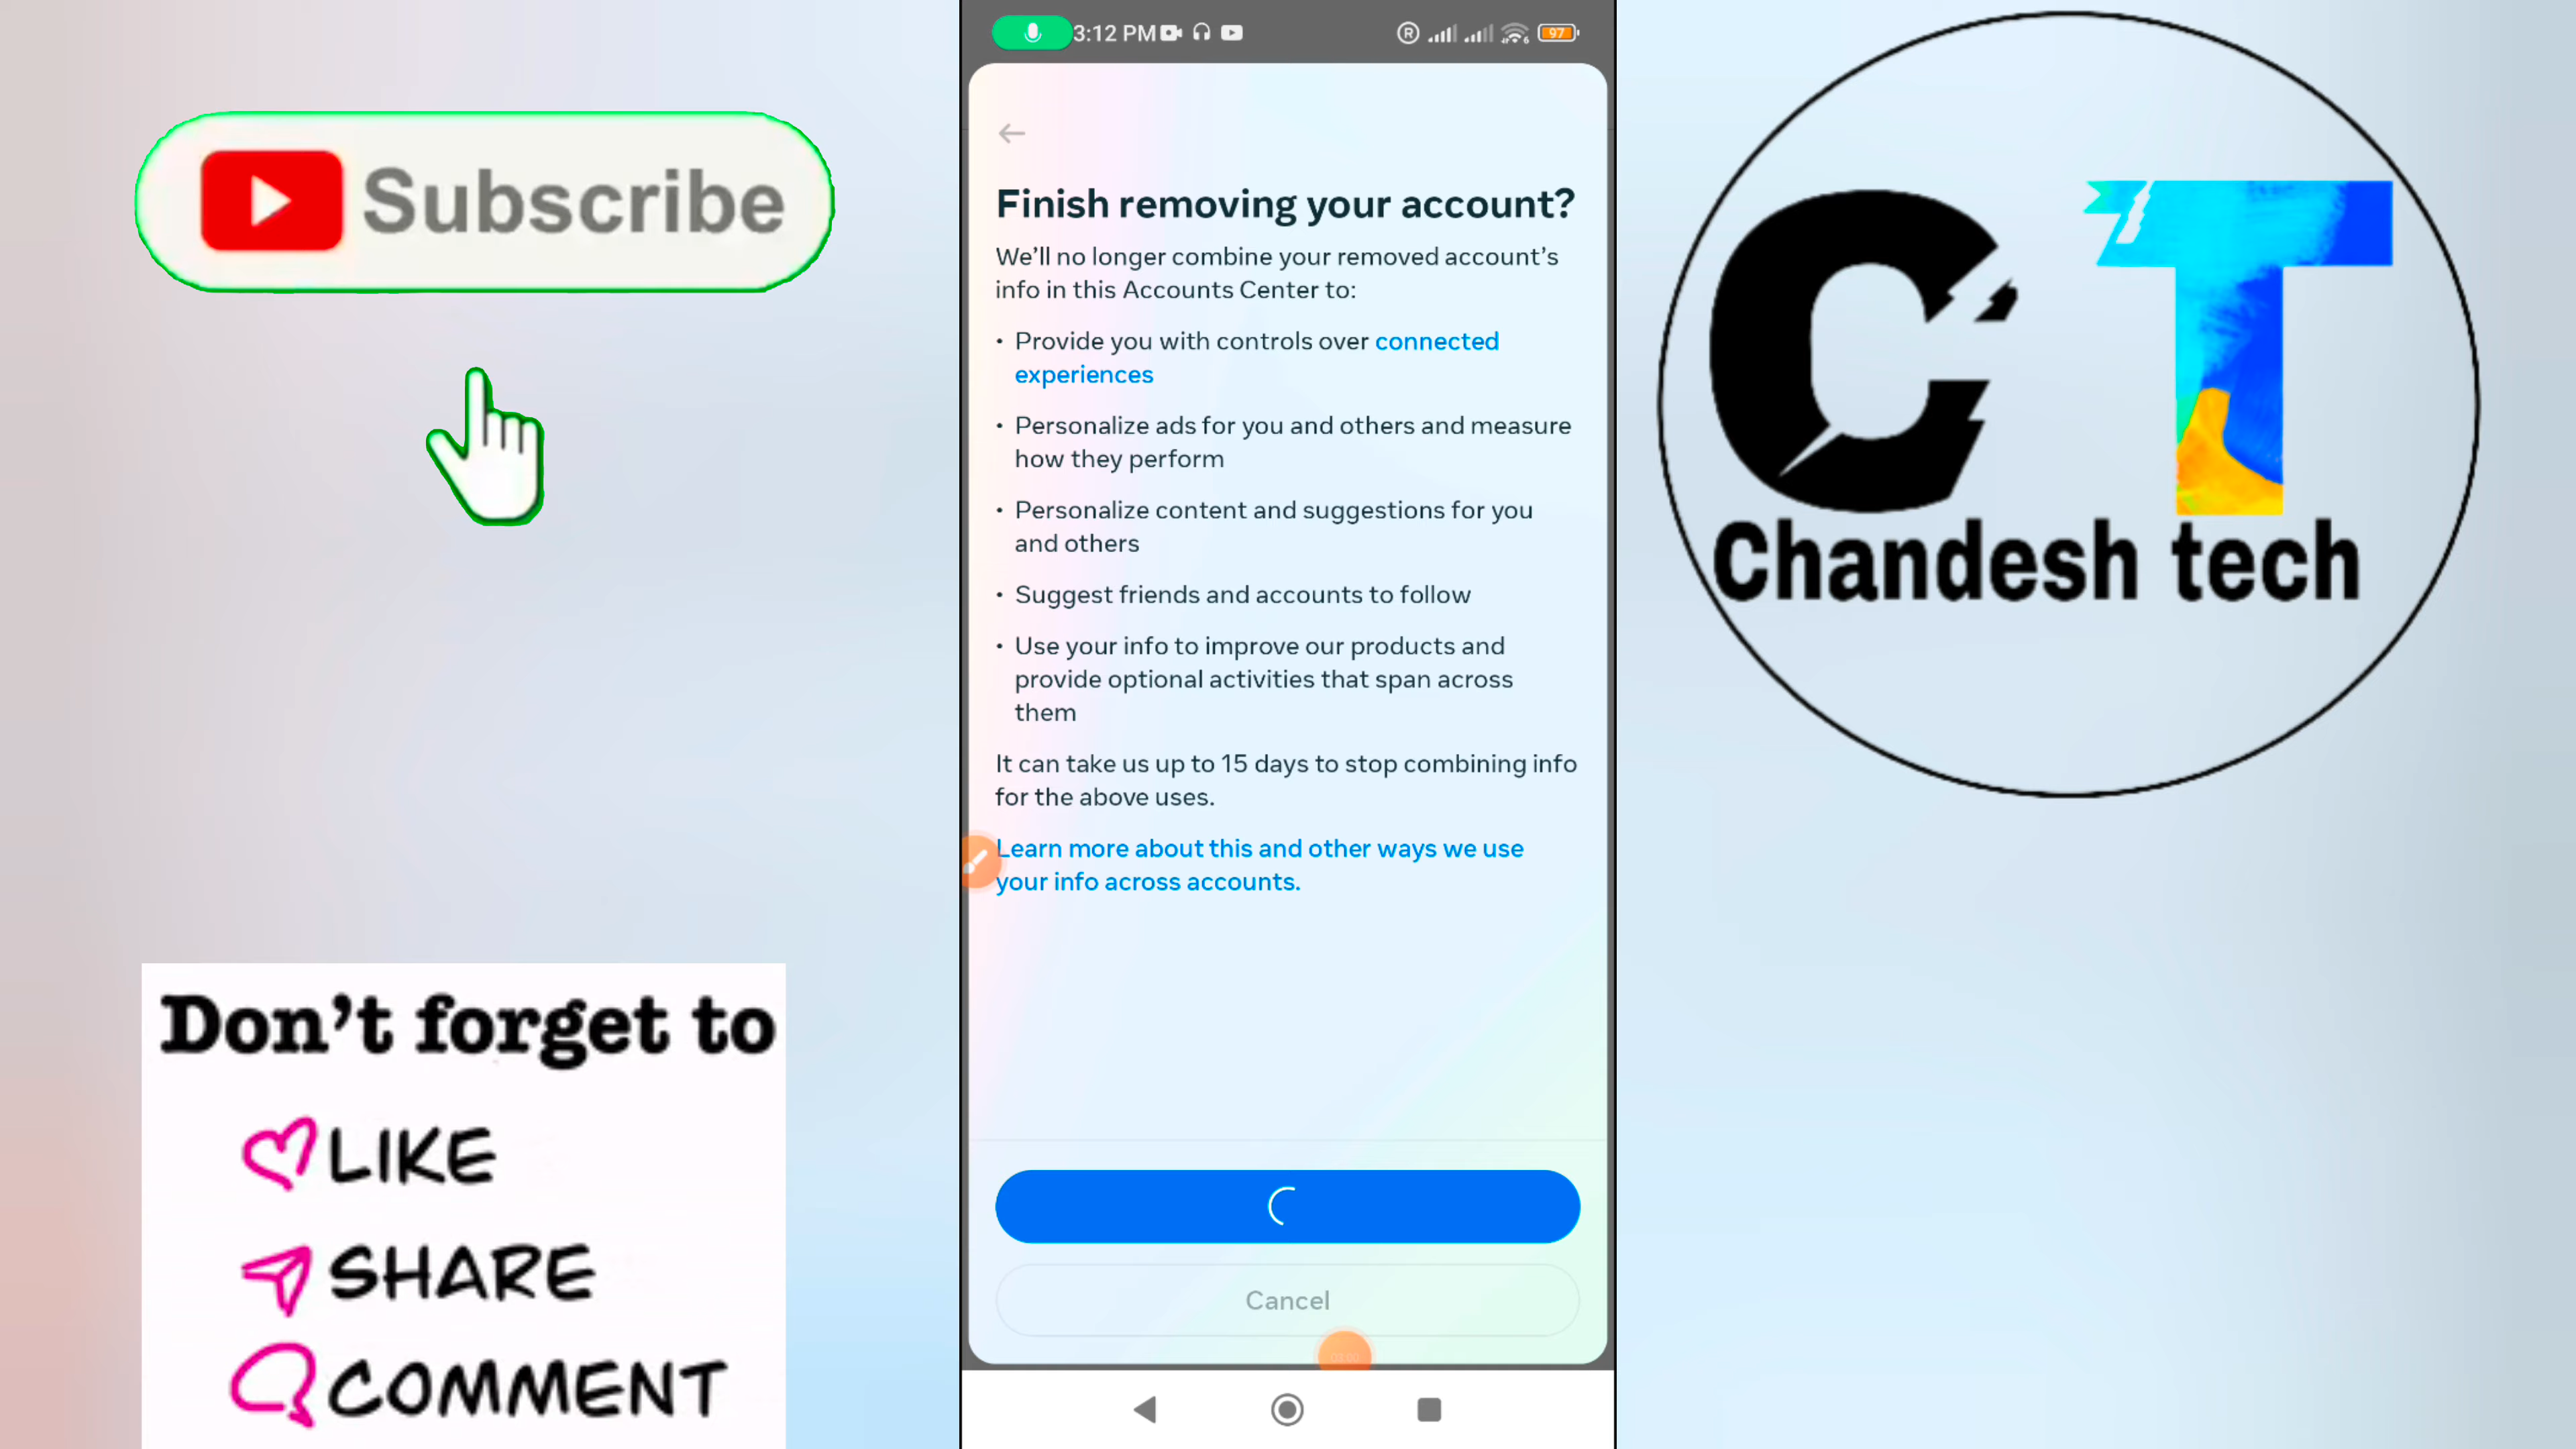 Subscribe
Don't forget to
LIKE
SHARE
COMMENT
3:12 PM
R
6
97
Finish removing your account?
We'll no longer combine your removed account's
info in this Accounts Center to:
• Provide you with controls over connected
experiences
• Personalize ads for you and others and measure
how they perform
• Personalize content and suggestions for you
and others
• Suggest friends and accounts to follow
• Use your info to improve our products and
provide optional activities that span across
them
It can take us up to 15 days to stop combining info
for the above uses.
Learn more about this and other ways we use
your info across accounts.
Cancel
CT
Chandesh tech